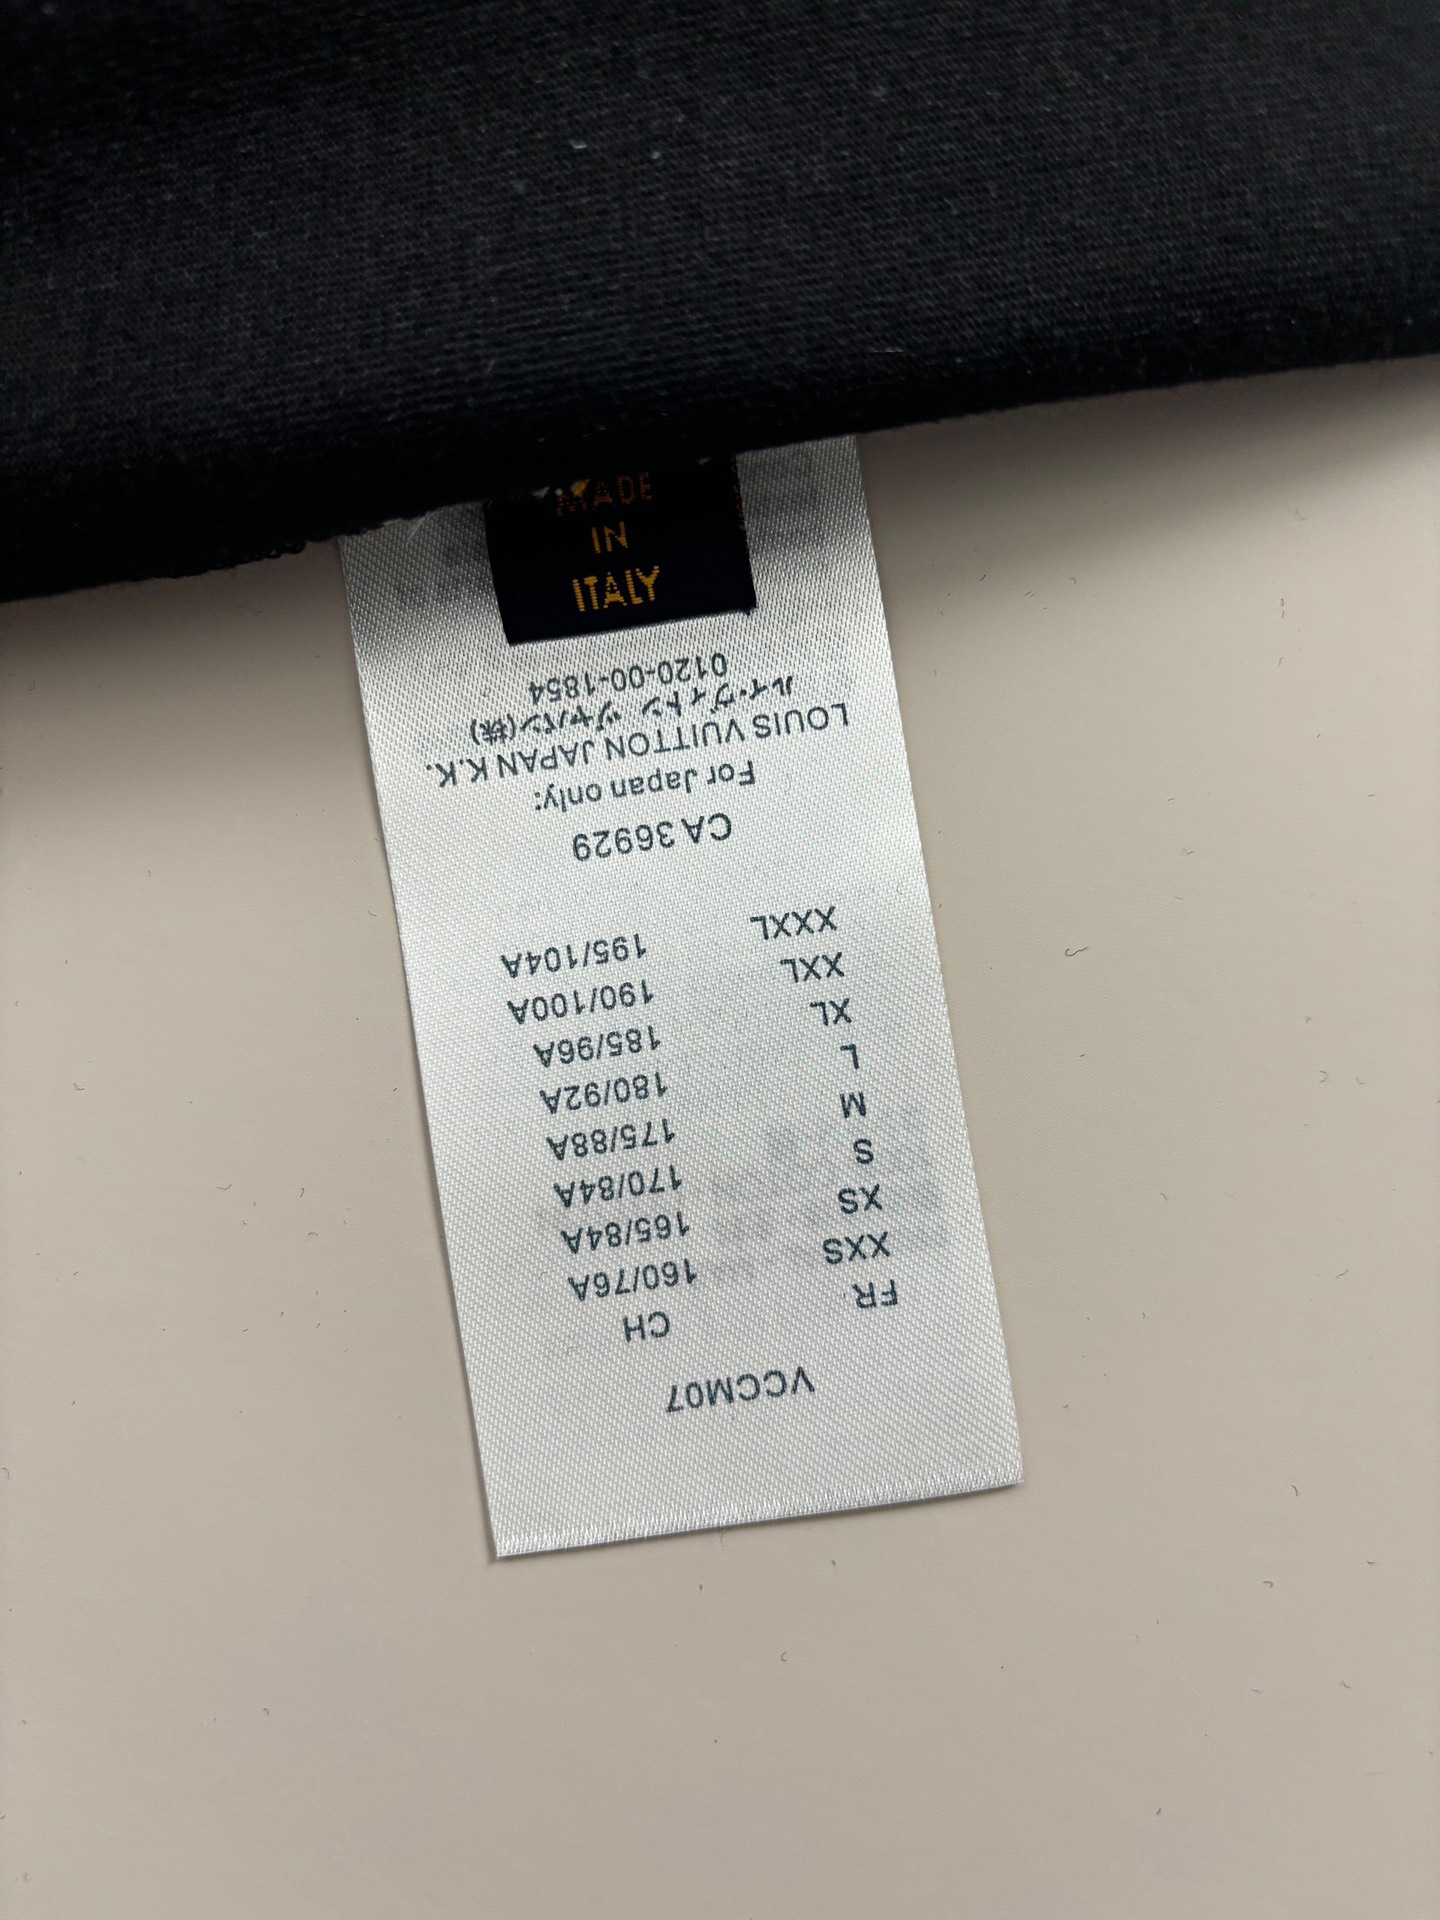 MADE
IN
ITALY
VCCM07
FR CH
XXS 160/76A
XS 165/84A
S 170/84A
M 175/88A
L 180/92A
XL 185/96A
XXL 190/100A
XXXL 195/104A
CA 36929
For Japan only:
LOUIS VUITTON JAPAN K.K.
ルイ・ヴィトン ジャパン(株)
0120-00-1854